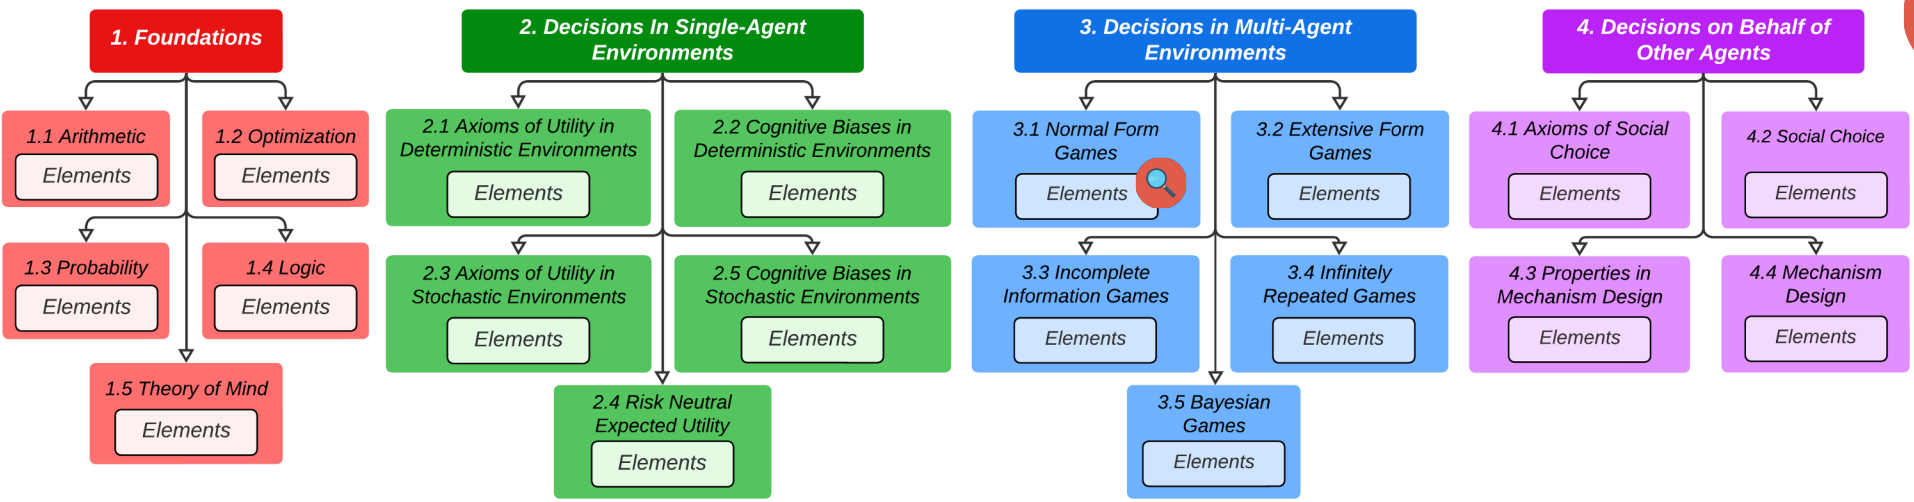 1. Foundations
1.1 Arithmetic
Elements
1.2 Optimization
Elements
1.3 Probability
Elements
1.4 Logic
Elements
1.5 Theory of Mind
Elements
2. Decisions In Single-Agent
Environments
2.1 Axioms of Utility in
Deterministic Environments
Elements
2.2 Cognitive Biases in
Deterministic Environments
Elements
2.3 Axioms of Utility in
Stochastic Environments
Elements
2.5 Cognitive Biases in
Stochastic Environments
Elements
2.4 Risk Neutral
Expected Utility
Elements
3. Decisions in Multi-Agent
Environments
3.1 Normal Form
Games
Elements
3.2 Extensive Form
Games
Elements
3.3 Incomplete
Information Games
Elements
3.4 Infinitely
Repeated Games
Elements
3.5 Bayesian
Games
Elements
4. Decisions on Behalf of
Other Agents
4.1 Axioms of Social
Choice
Elements
4.2 Social Choice
Elements
4.3 Properties in
Mechanism Design
Elements
4.4 Mechanism
Design
Elements